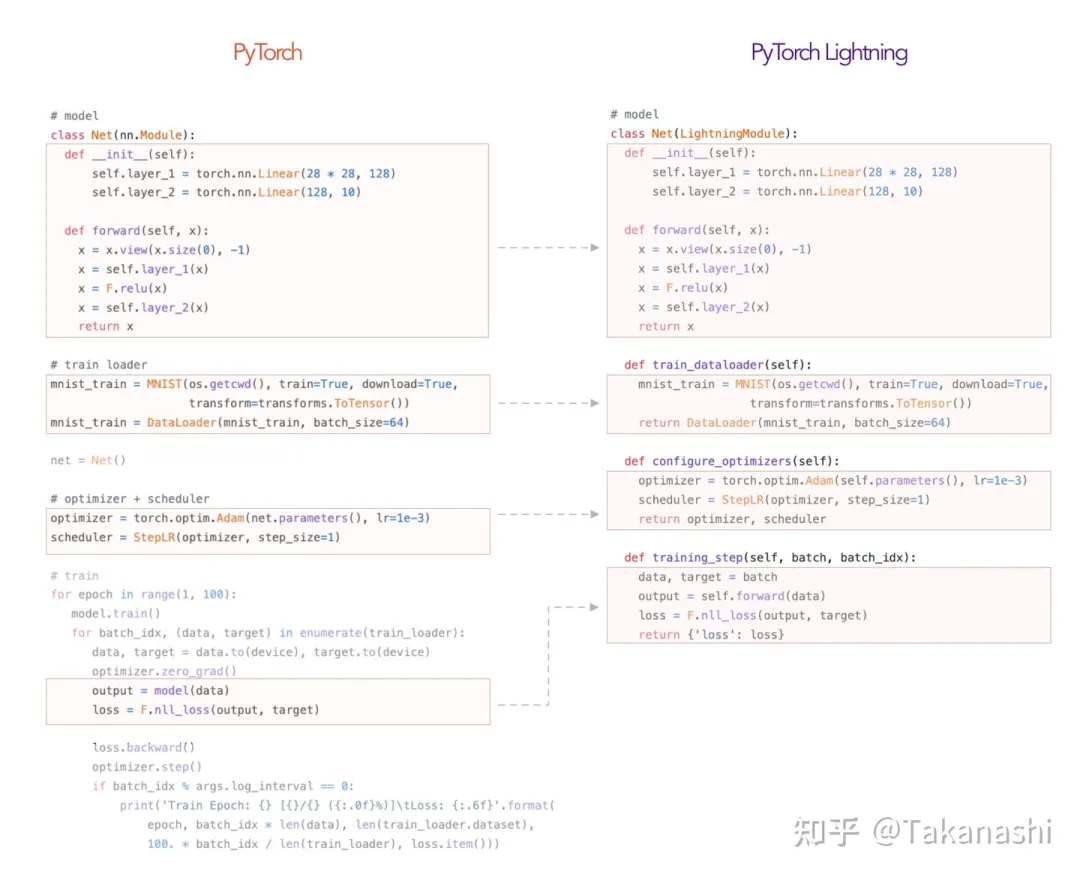 PyTorch
# model
class Net(nn.Module):
def __init__(self):
self.layer_1 = torch.nn.Linear(28 * 28, 128)
self.layer_2 = torch.nn.Linear(128, 10)
def forward(self, x):
x = x.view(x.size(0), -1)
x = self.layer_1(x)
x = F.relu(x)
x = self.layer_2(x)
return x
# train loader
mnist_train = MNIST(os.getcwd(), train=True, download=True,
transform=transforms.ToTensor())
mnist_train = DataLoader(mnist_train, batch_size=64)
net = Net()
# optimizer + scheduler
optimizer = torch.optim.Adam(net.parameters(), lr=1e-3)
scheduler = StepLR(optimizer, step_size=1)
# train
for epoch in range(1, 100):
model.train()
for batch_idx, (data, target) in enumerate(train_loader):
data, target = data.to(device), target.to(device)
optimizer.zero_grad()
output = model(data)
loss = F.nll_loss(output, target)
loss.backward()
optimizer.step()
if batch_idx % args.log_interval == 0:
print('Train Epoch: {} [{}/{} ({:.0f}%)]\tLoss: {:.6f}'.format(
epoch, batch_idx * len(data), len(train_loader.dataset),
100. * batch_idx / len(train_loader), loss.item()))
PyTorch Lightning
# model
class Net(LightningModule):
def __init__(self):
self.layer_1 = torch.nn.Linear(28 * 28, 128)
self.layer_2 = torch.nn.Linear(128, 10)
def forward(self, x):
x = x.view(x.size(0), -1)
x = self.layer_1(x)
x = F.relu(x)
x = self.layer_2(x)
return x
def train_dataloader(self):
mnist_train = MNIST(os.getcwd(), train=True, download=True,
transform=transforms.ToTensor())
return DataLoader(mnist_train, batch_size=64)
def configure_optimizers(self):
optimizer = torch.optim.Adam(self.parameters(), lr=1e-3)
scheduler = StepLR(optimizer, step_size=1)
return optimizer, scheduler
def training_step(self, batch, batch_idx):
data, target = batch
output = self.forward(data)
loss = F.nll_loss(output, target)
return {'loss': loss}
知乎 @Takanashi